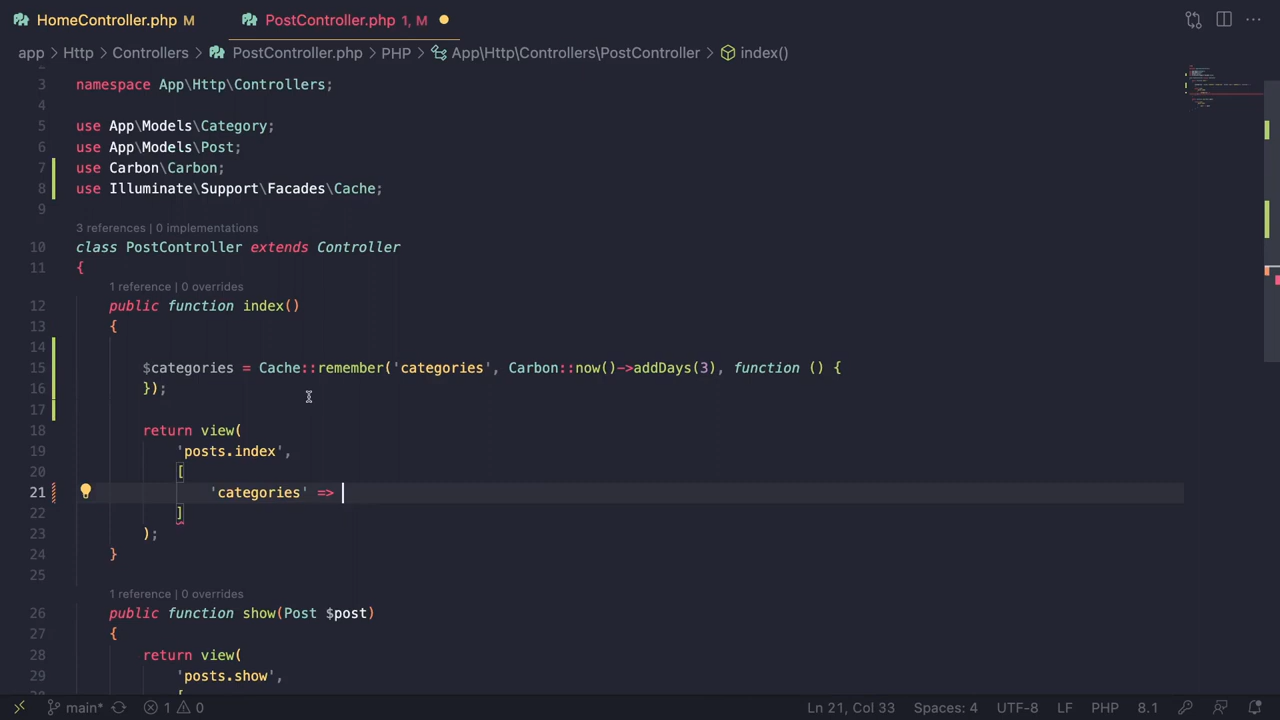 HomeController.php M PostController.php 1, M
app Http Controllers PostController.php PHP App\Http\Controllers\PostController index()
3 namespace App\Http\Controllers;
4
5 use App\Models\Category;
6 use App\Models\Post;
7 use Carbon\Carbon;
8 use Illuminate\Support\Facades\Cache;
9
3 references | 0 implementations
10 class PostController extends Controller
11 {
1 reference | 0 overrides
12 public function index()
13 {
14
15 $categories = Cache::remember('categories', Carbon::now()->addDays(3), function () {
16 });
17
18 return view(
19 'posts.index',
20 [
21 'categories' =>
22 ]
23 );
24 }
25
1 reference | 0 overrides
26 public function show(Post $post)
27 {
28 return view(
29 'posts.show',
main* 1 0 Ln 21, Col 33 Spaces: 4 UTF-8 LF PHP 8.1